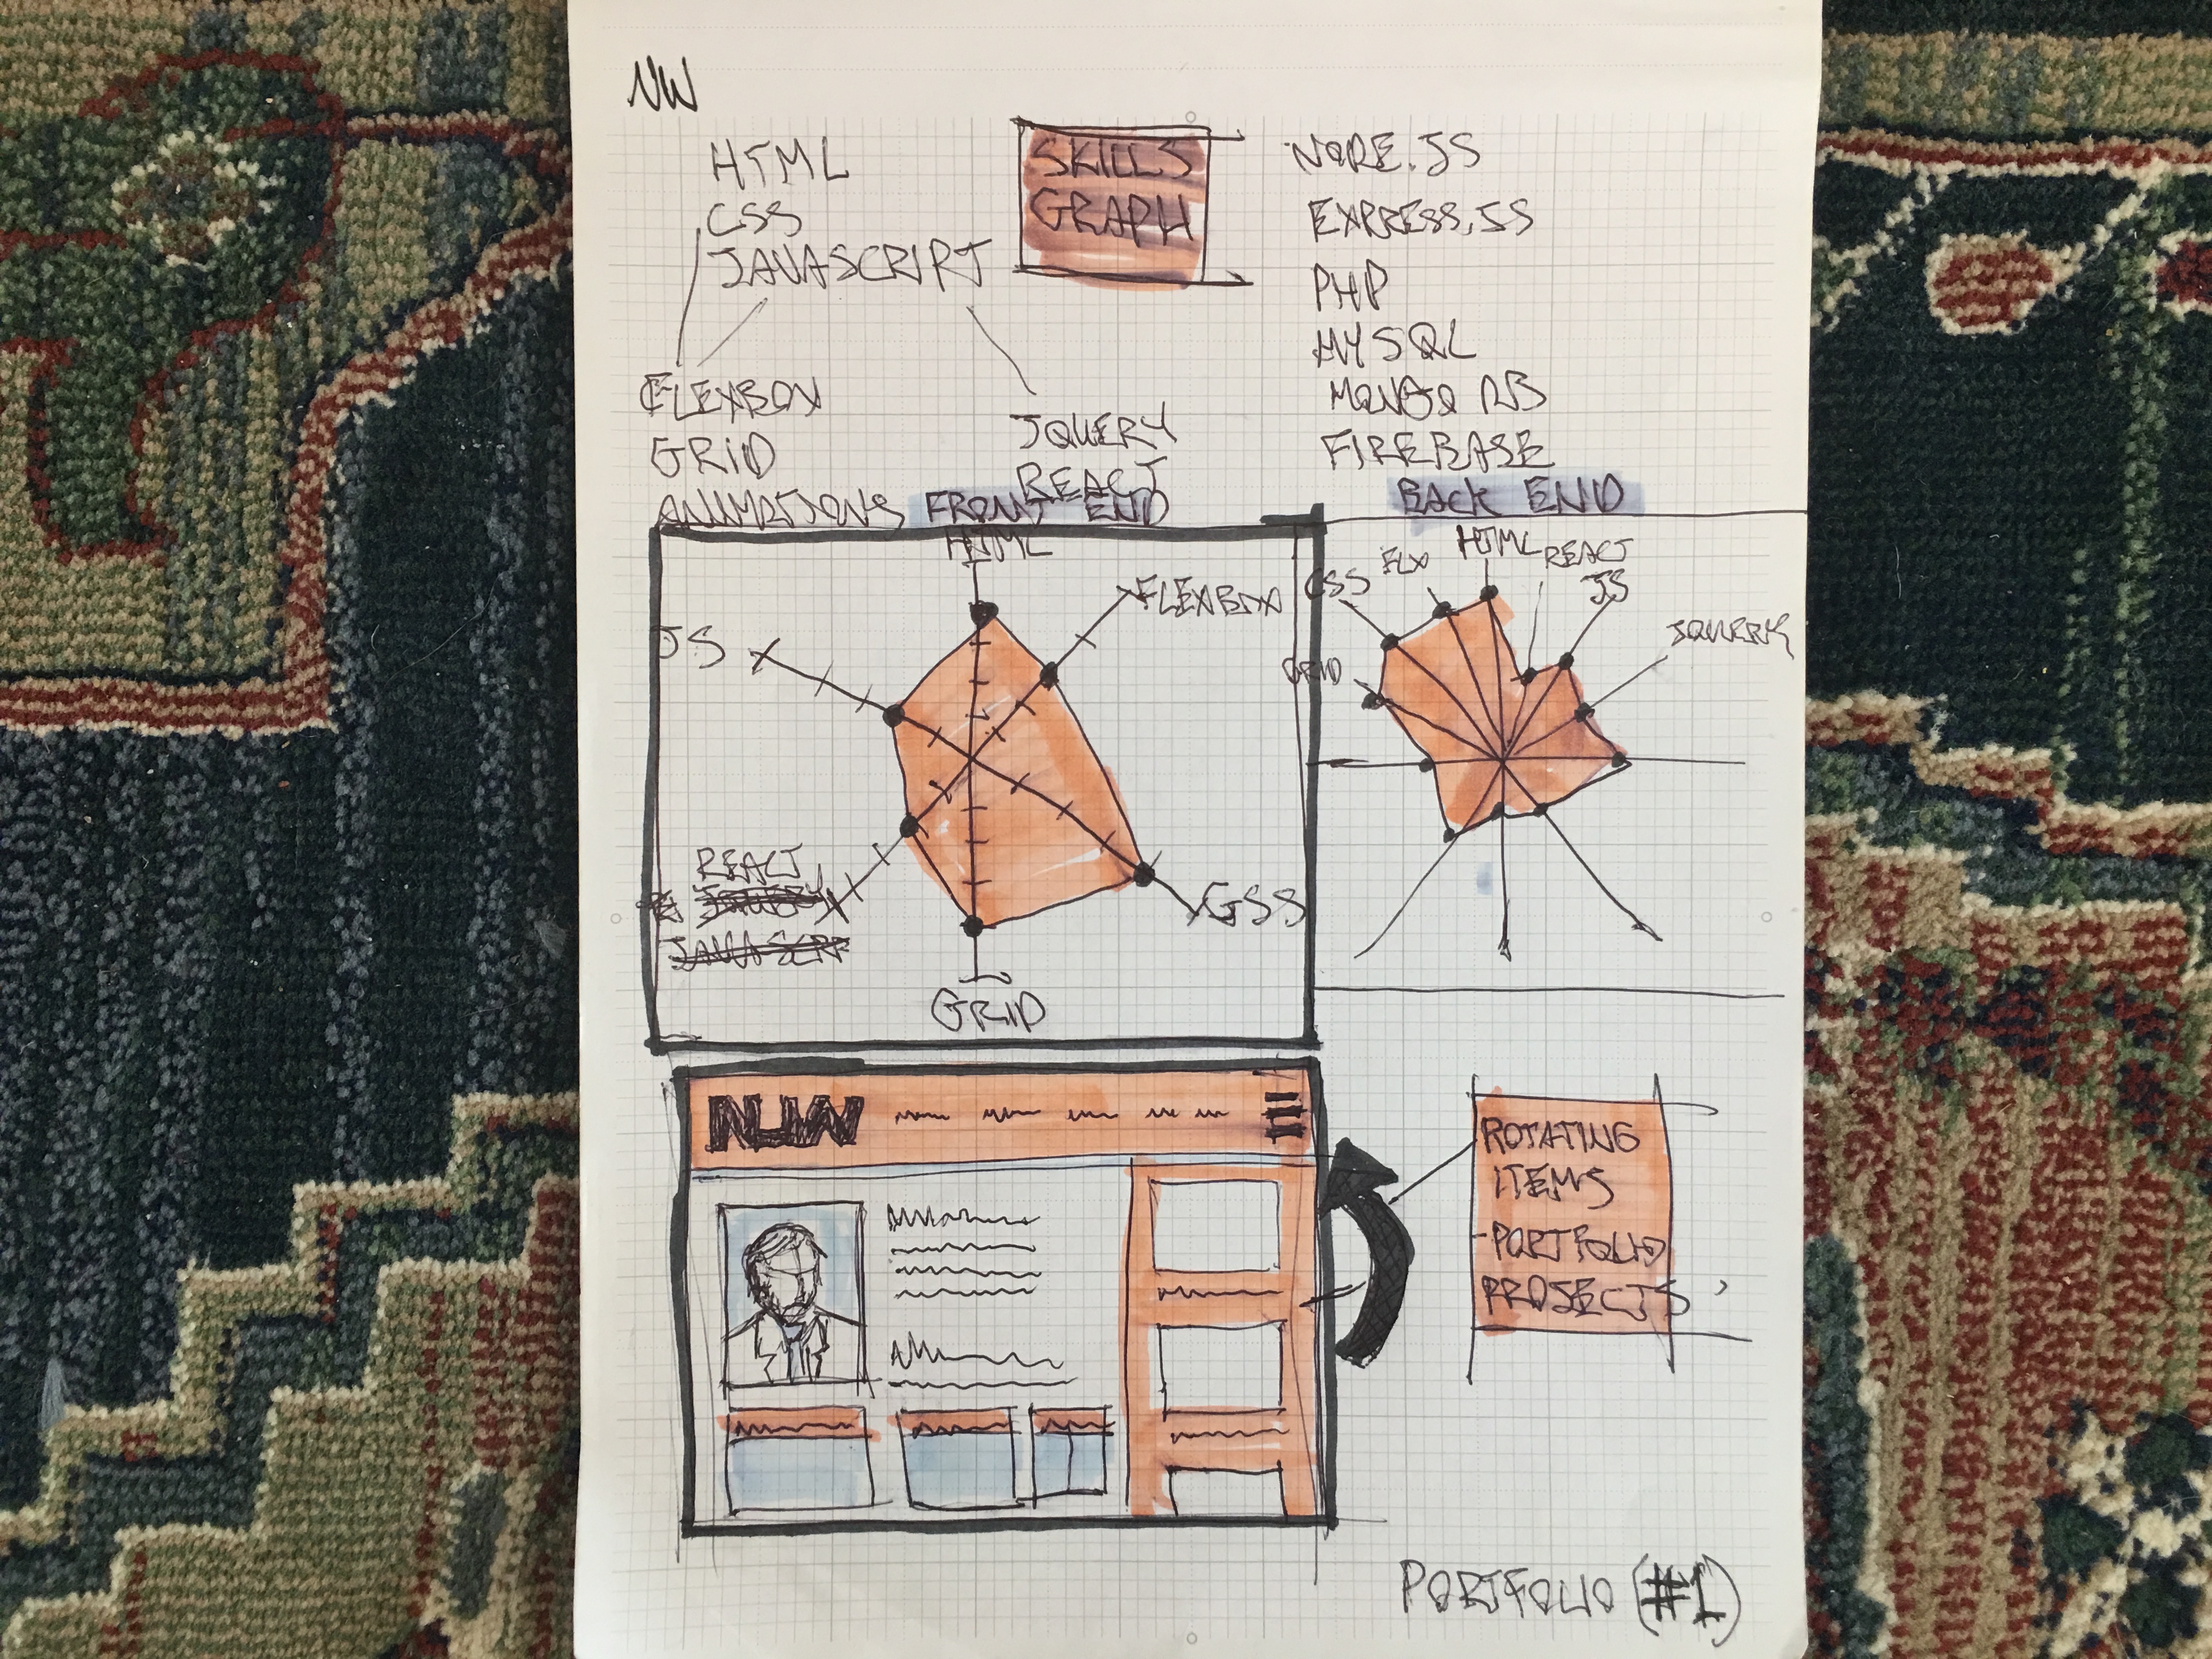 NW
HTML
CSS
JAVASCRIPT
SKILLS
GRAPH
NODE.JS
EXPRESS.JS
PHP
MYSQL
MONGO DB
FIREBASE
FLEXBOX
GRID
ANIMATIONS
JQUERY
REACT
FRONT END
BACK END
HTML
FLEXBOX
JS
REACT
JQUERY
JAVASCRP
CSS
GRID
CSS
FLX
HTML
REACT
JS
JQUERY
GRID
NJW
ROTATING
ITEMS
-PORTFOLIO
PROJECTS
PORTFOLIO (#1)